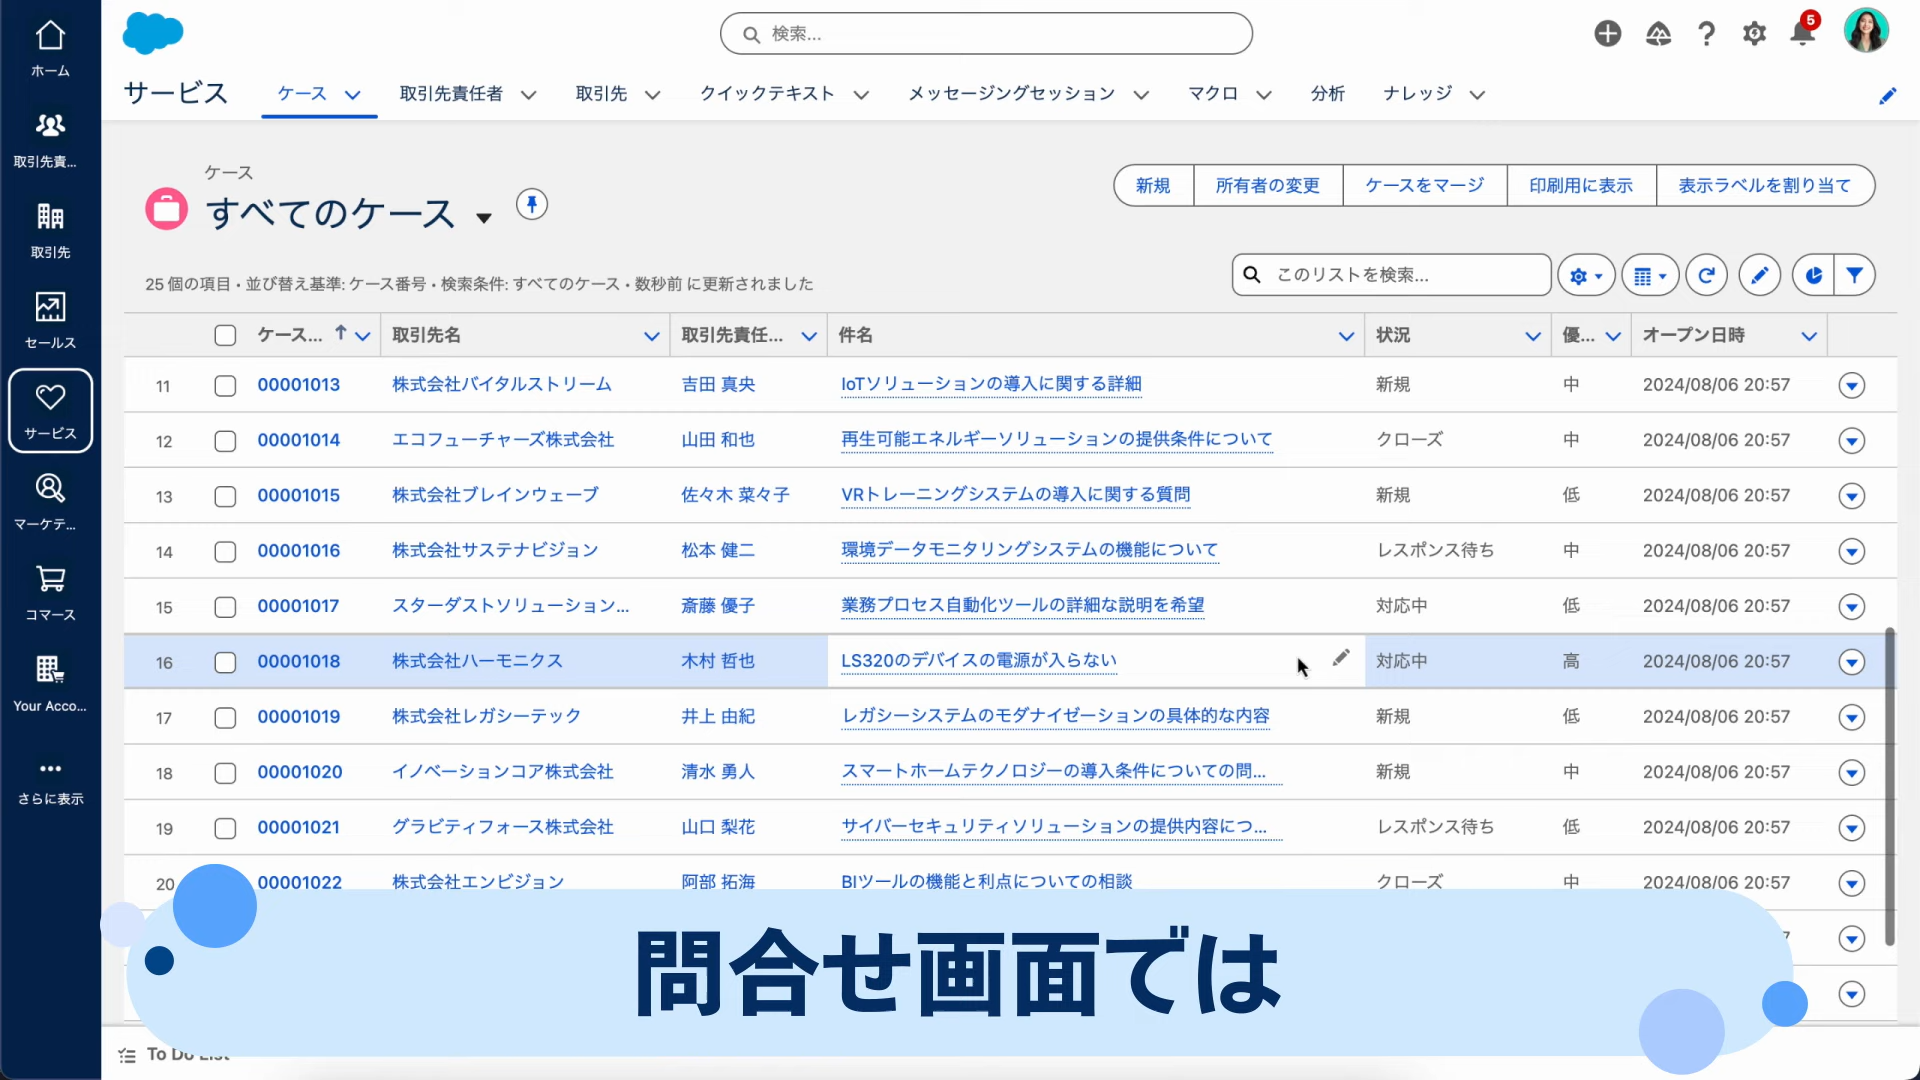 検索...
5
ホーム
取引先責...
取引先
セールス
サービス
マーケテ...
コマース
Your Acco...
さらに表示
サービス ケース 取引先責任者 取引先 クイックテキスト メッセージングセッション マクロ 分析 ナレッジ
ケース
すべてのケース
新規 所有者の変更 ケースをマージ 印刷用に表示 表示ラベルを割り当て
25 個の項目 • 並び替え基準: ケース番号 • 検索条件: すべてのケース • 数秒前 に更新されました
このリストを検索...
ケース... 取引先名 取引先責任... 件名 状況 優... オープン日時
11 00001013 株式会社バイタルストリーム 吉田 真央 IoTソリューションの導入に関する詳細 新規 中 2024/08/06 20:57
12 00001014 エコフューチャーズ株式会社 山田 和也 再生可能エネルギーソリューションの提供条件について クローズ 中 2024/08/06 20:57
13 00001015 株式会社ブレインウェーブ 佐々木 菜々子 VRトレーニングシステムの導入に関する質問 新規 低 2024/08/06 20:57
14 00001016 株式会社サステナビジョン 松本 健二 環境データモニタリングシステムの機能について レスポンス待ち 中 2024/08/06 20:57
15 00001017 スターダストソリューション... 斎藤 優子 業務プロセス自動化ツールの詳細な説明を希望 対応中 低 2024/08/06 20:57
16 00001018 株式会社ハーモニクス 木村 哲也 LS320のデバイスの電源が入らない 対応中 高 2024/08/06 20:57
17 00001019 株式会社レガシーテック 井上 由紀 レガシーシステムのモダナイゼーションの具体的な内容 新規 低 2024/08/06 20:57
18 00001020 イノベーションコア株式会社 清水 勇人 スマートホームテクノロジーの導入条件についての問... 新規 中 2024/08/06 20:57
19 00001021 グラビティフォース株式会社 山口 梨花 サイバーセキュリティソリューションの提供内容につ... レスポンス待ち 低 2024/08/06 20:57
20 00001022 株式会社エンビジョン 阿部 拓海 BIツールの機能と利点についての相談 クローズ 中 2024/08/06 20:57
問合せ画面では
To Do List